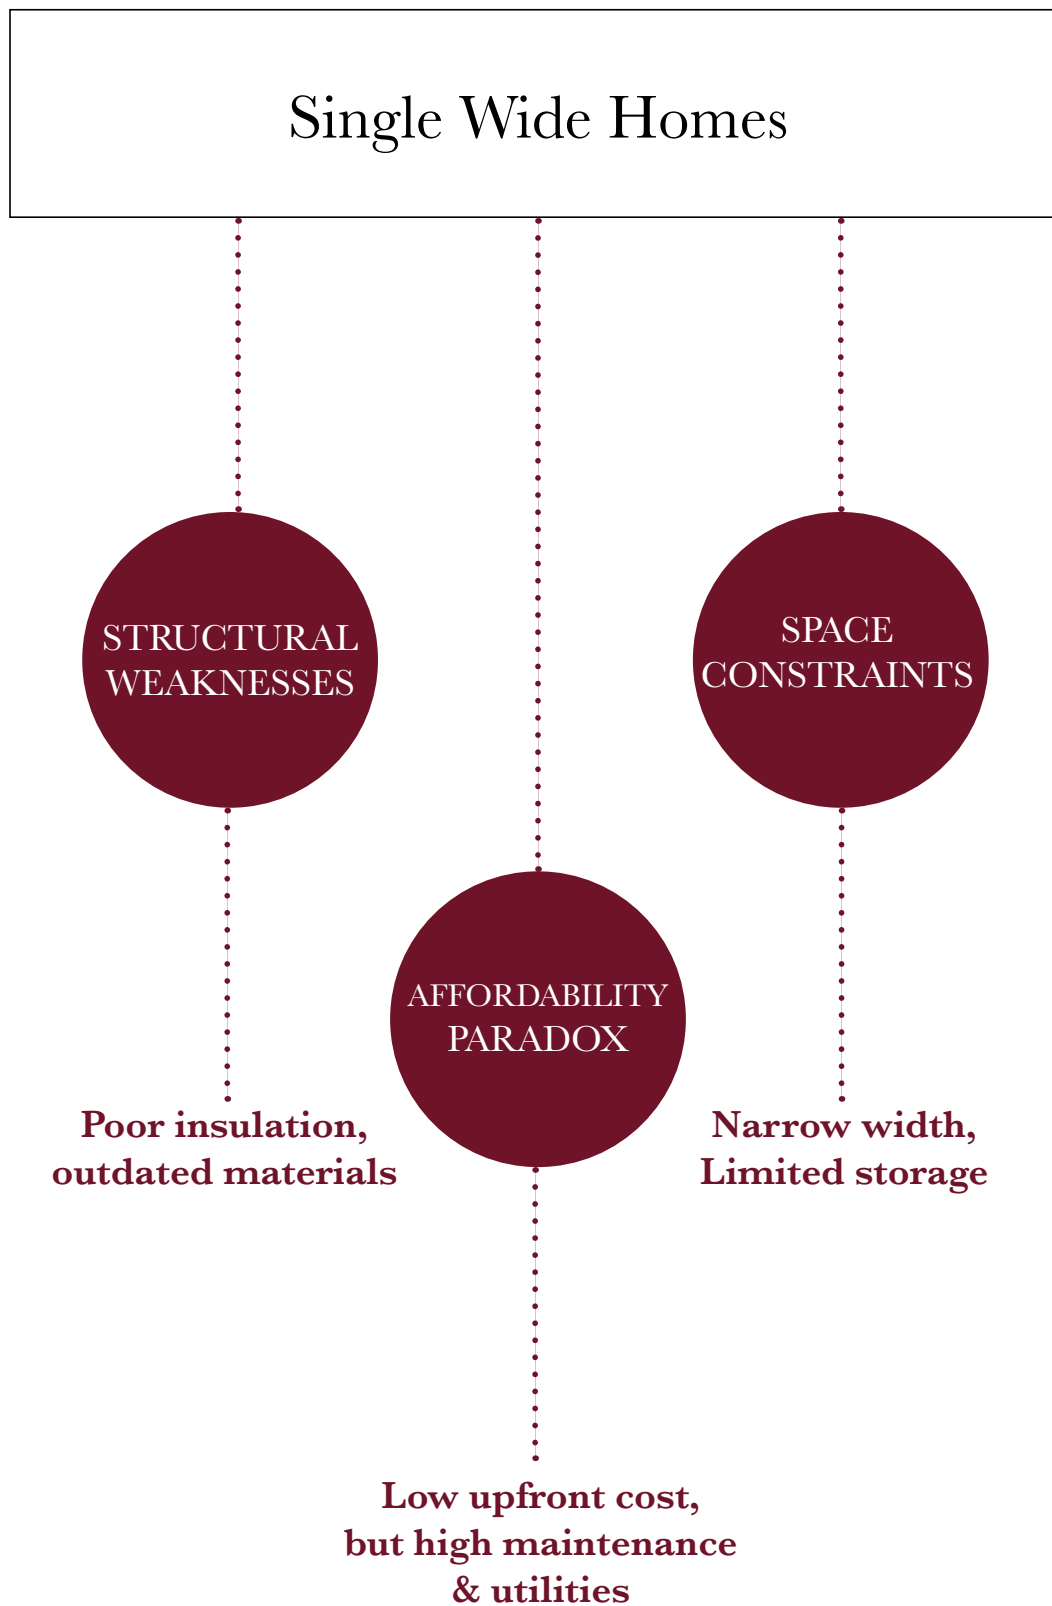 Single Wide Homes
STRUCTURAL
WEAKNESSES
SPACE
CONSTRAINTS
AFFORDABILITY
PARADOX
Poor insulation,
outdated materials
Narrow width,
Limited storage
Low upfront cost,
but high maintenance
& utilities